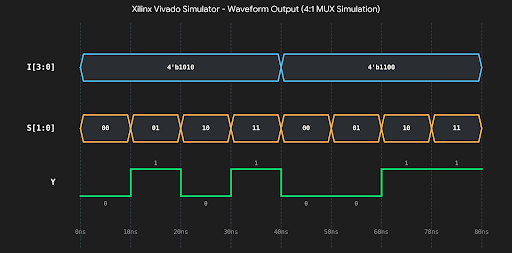 Xilinx Vivado Simulator - Waveform Output (4:1 MUX Simulation)
I[3:0] 4'b1010 4'b1100
S[1:0] 00 01 10 11 00 01 10 11
1 1 1 1
Y
0 0 0 0
0ns 10ns 20ns 30ns 40ns 50ns 60ns 70ns 80ns